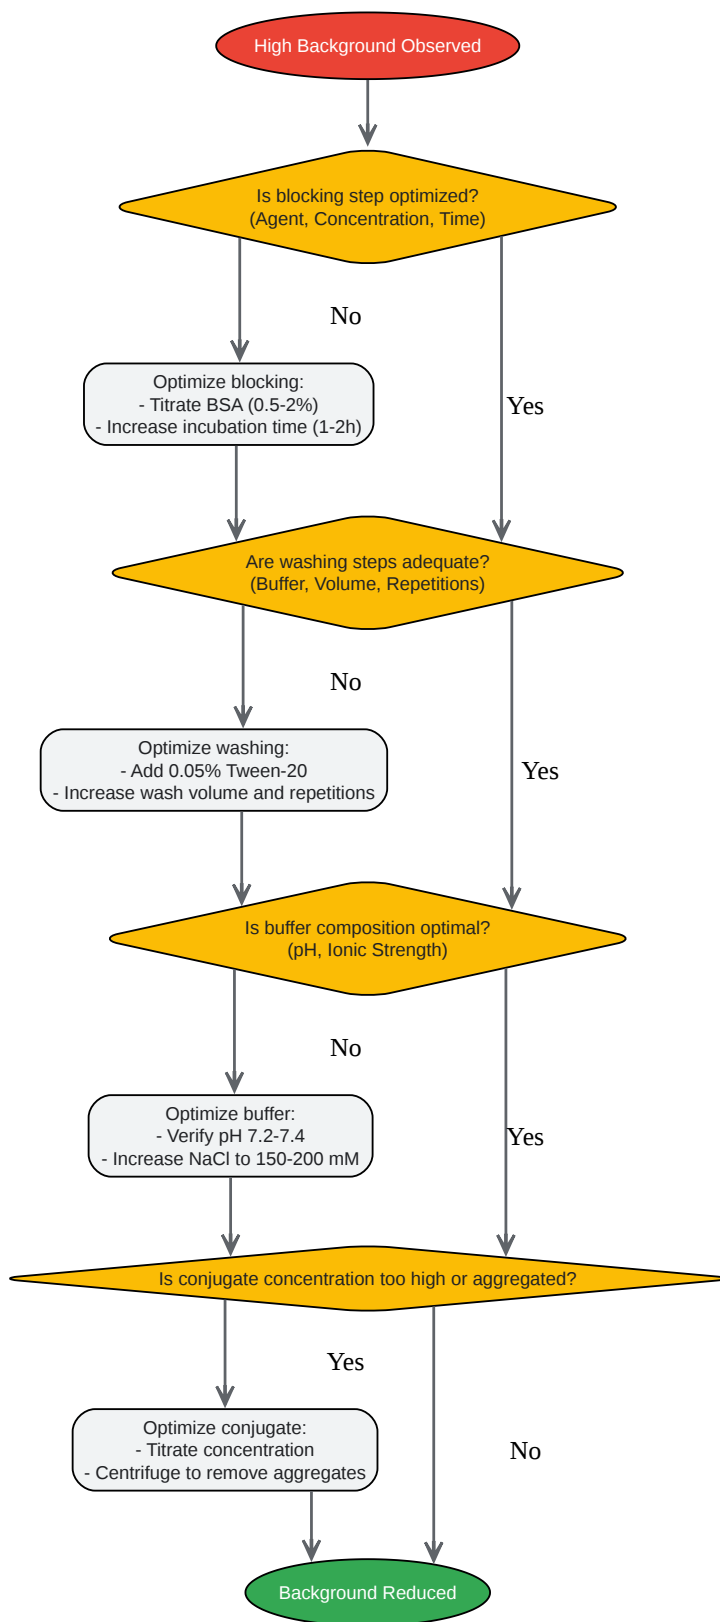 High Background Observed
Is blocking step optimized?
(Agent, Concentration, Time)
No
Optimize blocking:
- Titrate BSA (0.5-2%)
- Increase incubation time (1-2h)
Yes
Are washing steps adequate?
(Buffer, Volume, Repetitions)
No
Optimize washing:
- Add 0.05% Tween-20
- Increase wash volume and repetitions
Yes
Is buffer composition optimal?
(pH, Ionic Strength)
No
Optimize buffer:
- Verify pH 7.2-7.4
- Increase NaCl to 150-200 mM
Yes
Is conjugate concentration too high or aggregated?
Yes
Optimize conjugate:
- Titrate concentration
- Centrifuge to remove aggregates
No
Background Reduced